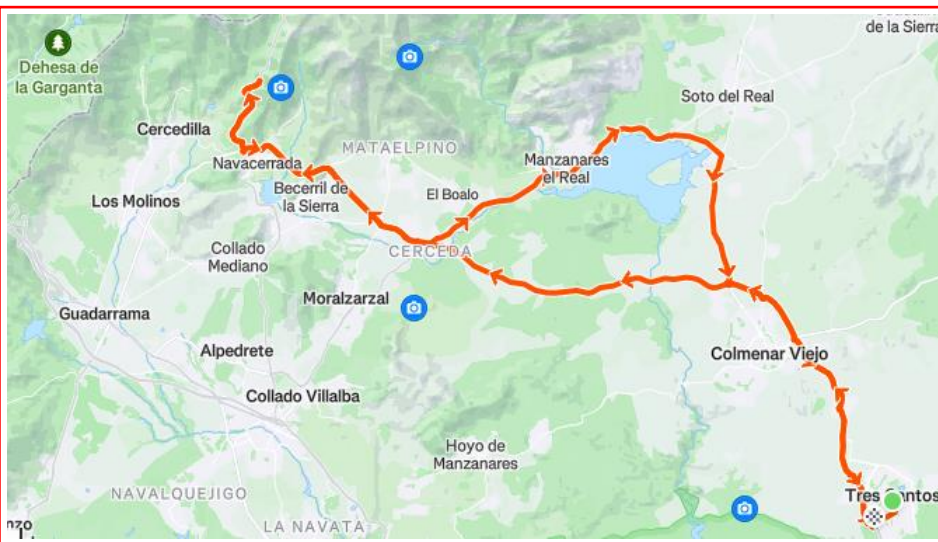 de la Sierra
Dehesa de
la Garganta
Soto del Real
Cercedilla
MATAELPINO
Manzanares
el Real
Navacerrada
Becerril de
la Sierra
El Boalo
Los Molinos
Collado
Mediano
CERCEDA
Moralzarzal
Guadarrama
Colmenar Viejo
Alpedrete
Collado Villalba
Hoyo de
Manzanares
NAVALQUEJIGO
Tres
LA NAVATA